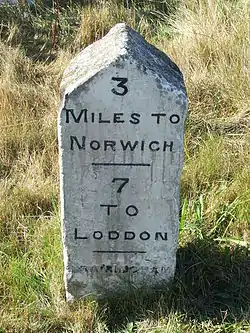 3
MILES TO
NORWICH
7
TO
LODDON